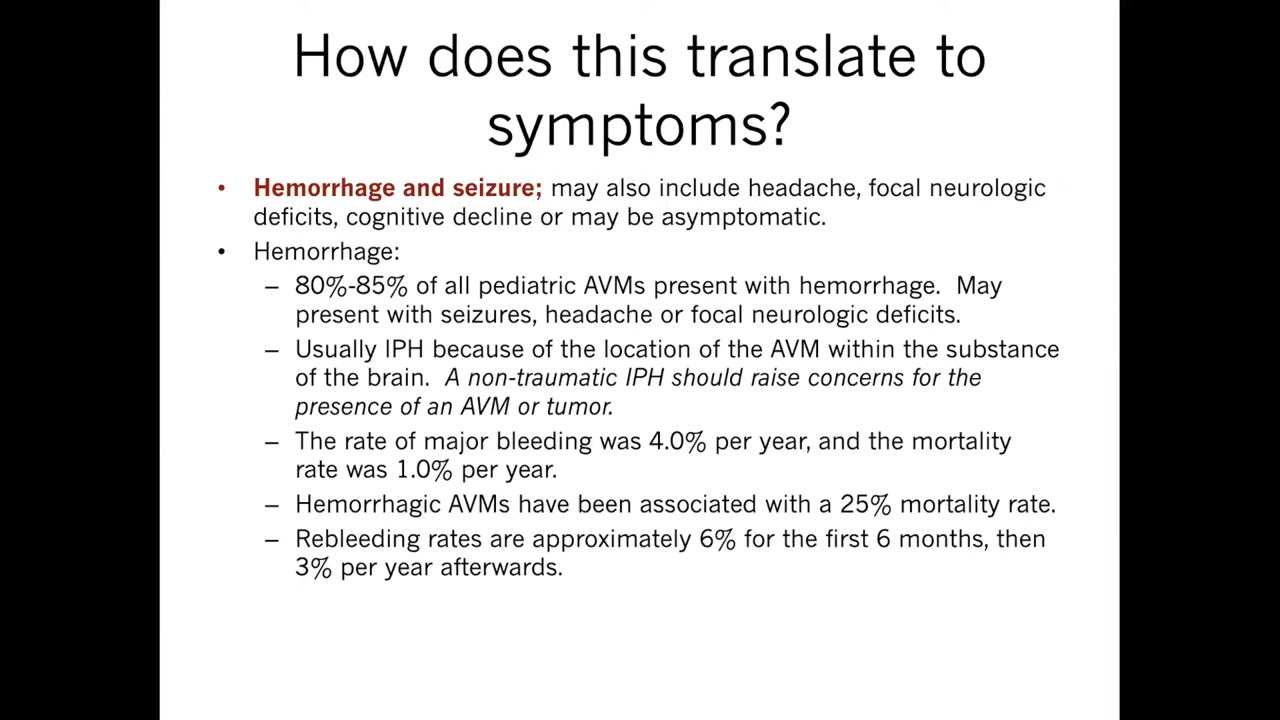 How does this translate to
symptoms?
• Hemorrhage and seizure; may also include headache, focal neurologic
deficits, cognitive decline or may be asymptomatic.
• Hemorrhage:
– 80%-85% of all pediatric AVMs present with hemorrhage.  May
present with seizures, headache or focal neurologic deficits.
– Usually IPH because of the location of the AVM within the substance
of the brain.  A non-traumatic IPH should raise concerns for the
presence of an AVM or tumor.
– The rate of major bleeding was 4.0% per year, and the mortality
rate was 1.0% per year.
– Hemorrhagic AVMs have been associated with a 25% mortality rate.
– Rebleeding rates are approximately 6% for the first 6 months, then
3% per year afterwards.